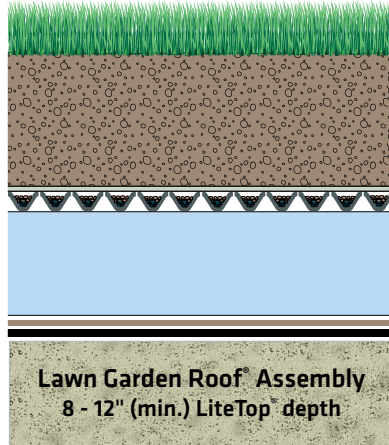 Lawn Garden Roof® Assembly
8 - 12" (min.) LiteTop® depth